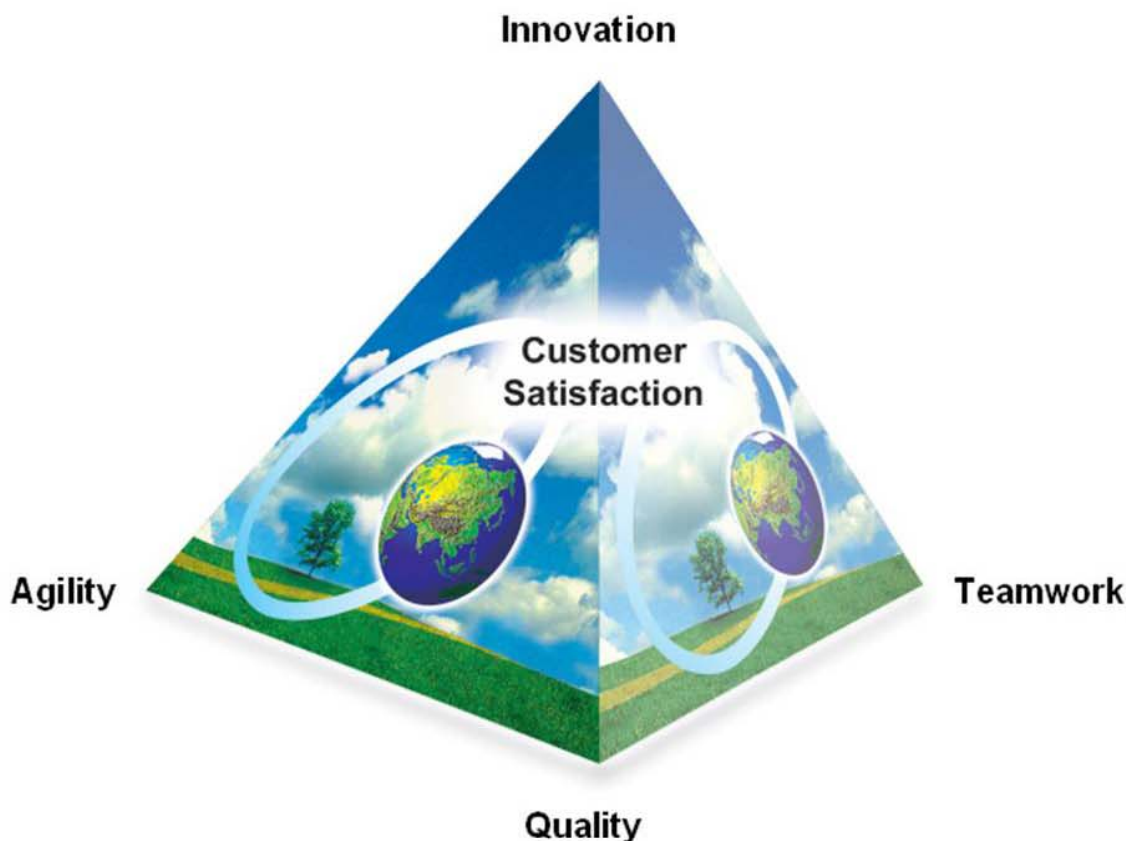 Innovation
Customer
Satisfaction
Agility
Teamwork
Quality